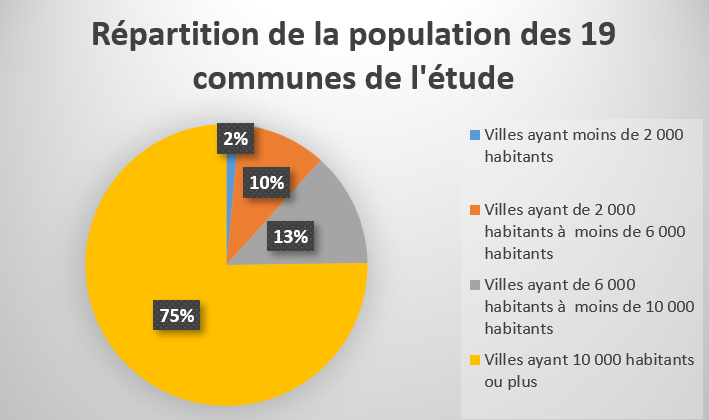 Répartition de la population des 19
communes de l'étude
2%
10%
13%
75%
Villes ayant moins de 2 000
habitants
Villes ayant de 2 000
habitants à  moins de 6 000
habitants
Villes ayant de 6 000
habitants à  moins de 10 000
habitants
Villes ayant 10 000 habitants
ou plus